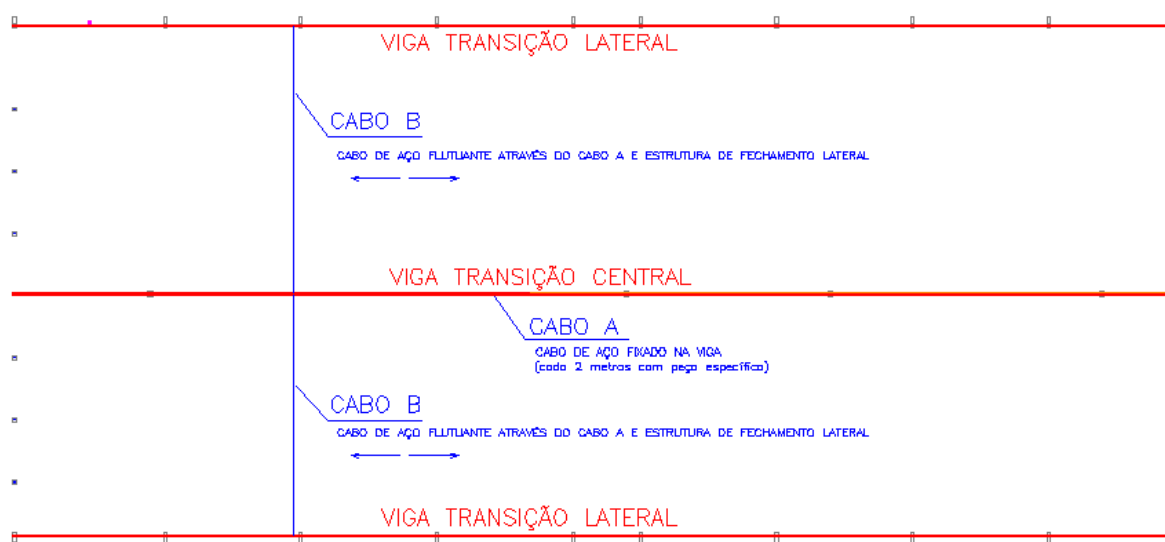 VIGA TRANSIÇÃO LATERAL
CABO B
CABO DE AÇO FLUTUANTE ATRAVÉS DO CABO A E ESTRUTURA DE FECHAMENTO LATERAL
VIGA TRANSIÇÃO CENTRAL
CABO A
CABO DE AÇO FIXADO NA VIGA
(cada 2 metros com peça específica)
CABO B
CABO DE AÇO FLUTUANTE ATRAVÉS DO CABO A E ESTRUTURA DE FECHAMENTO LATERAL
VIGA TRANSIÇÃO LATERAL